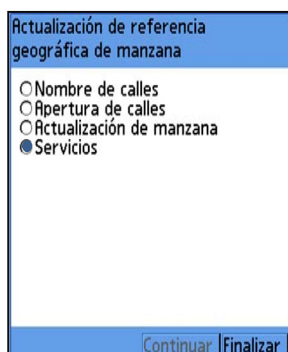 Actualización de referencia
geográfica de manzana
Nombre de calles
Apertura de calles
Actualización de manzana
Servicios
Continuar Finalizar